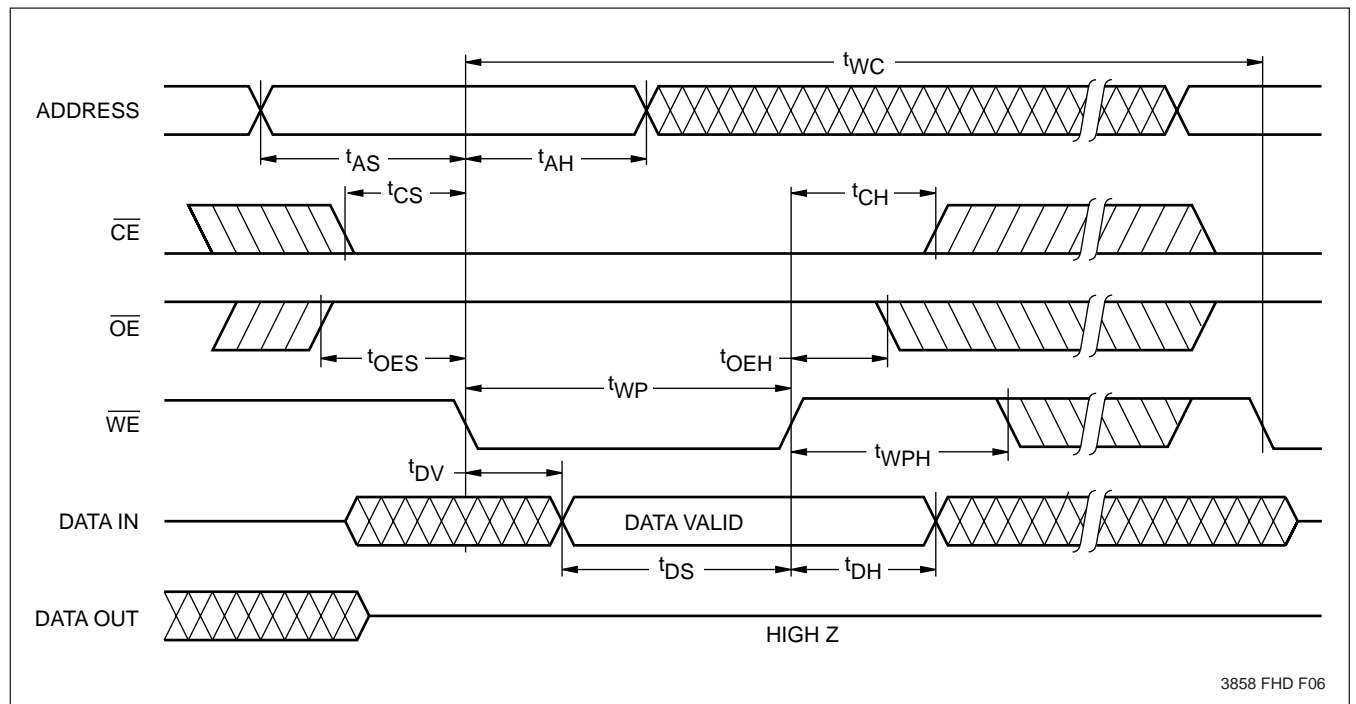 tWC
ADDRESS
tAS
tAH
tCS
tCH
CE
OE
tOES
tOEH
tWP
WE
tWPH
tDV
DATA IN
DATA VALID
tDS
tDH
DATA OUT
HIGH Z
3858 FHD F06